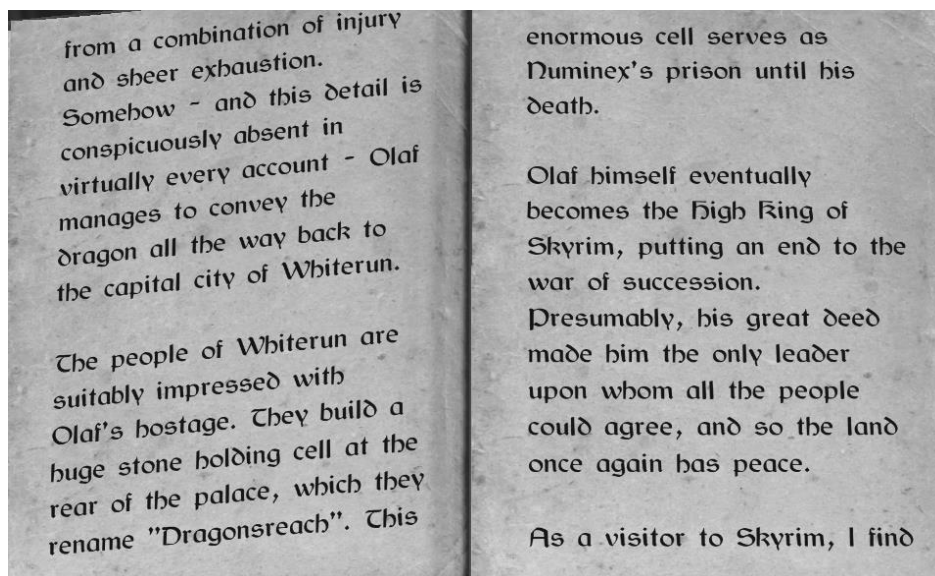 from a combination of injury
and sheer exhaustion.
Somehow - and this detail is
conspicuously absent in
virtually every account - Olaf
manages to convey the
dragon all the way back to
the capital city of Whiterun.
The people of Whiterun are
suitably impressed with
Olaf's hostage. They build a
huge stone holding cell at the
rear of the palace, which they
rename "Dragonsreach". This
enormous cell serves as
Numinex's prison until his
death.
Olaf himself eventually
becomes the High King of
Skyrim, putting an end to the
war of succession.
Presumably, his great deed
made him the only leader
upon whom all the people
could agree, and so the land
once again has peace.
As a visitor to Skyrim, I find